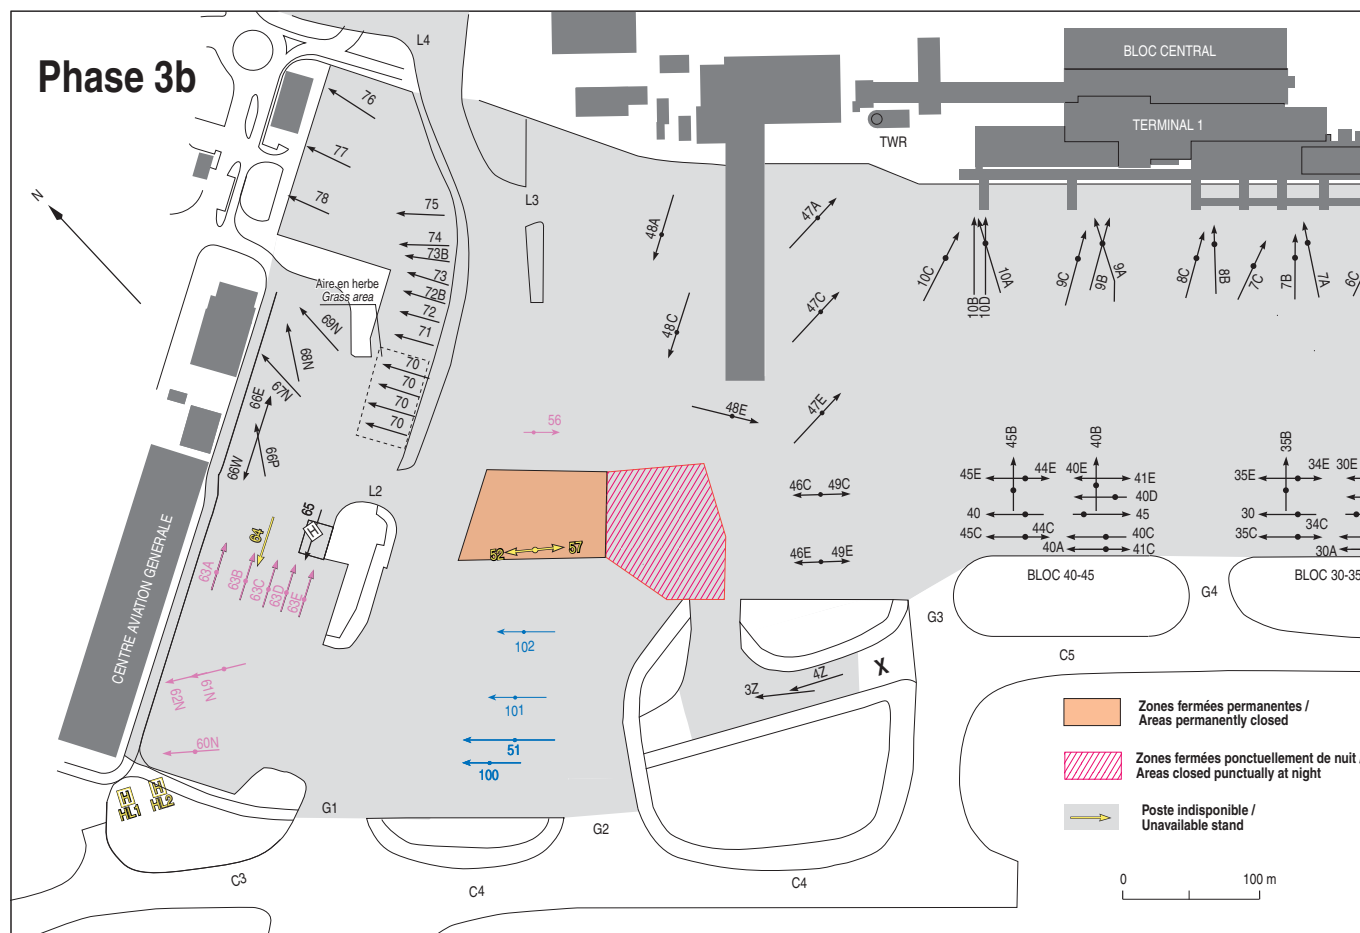 Phase 3b
L4
BLOC CENTRAL
TERMINAL 1
TWR
76
77
78
N
75
74
73B
73
72B
72
71
70
70
70
70
L3
Aire en herbe
Grass area
69N
68N
67N
66E
66P
66W
48A
48C
48E
47A
47C
47E
10C
10B
10D
10A
9C
9B
9A
8C
8B
7C
7B
7A
6C
56
L2
65
H
64
63A
63B
63C
63D
63E
52
57
46C
49C
46E
49E
45B
45E
44E
40
45C
44C
40B
40E
41E
40D
45
40C
40A
41C
35B
35E
34E
30E
30
34C
35C
30A
BLOC 40-45
BLOC 30-35
G4
G3
C5
CENTRE AVIATION GENERALE
102
101
51
100
62N
61N
60N
4Z
3Z
X
H
HL1
H
HL2
G1
G2
C3
C4
C4
Zones fermées permanentes /
Areas permanently closed
Zones fermées ponctuellement de nuit /
Areas closed punctually at night
Poste indisponible /
Unavailable stand
0
100 m